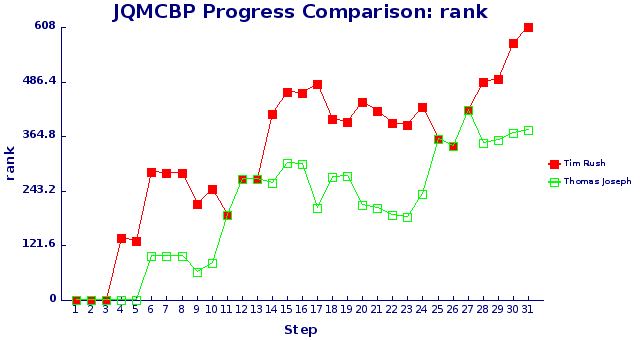 JQMCBP Progress Comparison: rank
608
486.4
364.8
243.2
121.6
0
rank
1 2 3 4 5 6 7 8 9 10 11 12 13 14 15 16 17 18 19 20 21 22 23 24 25 26 27 28 29 30 31
Step
Tim Rush
Thomas Joseph